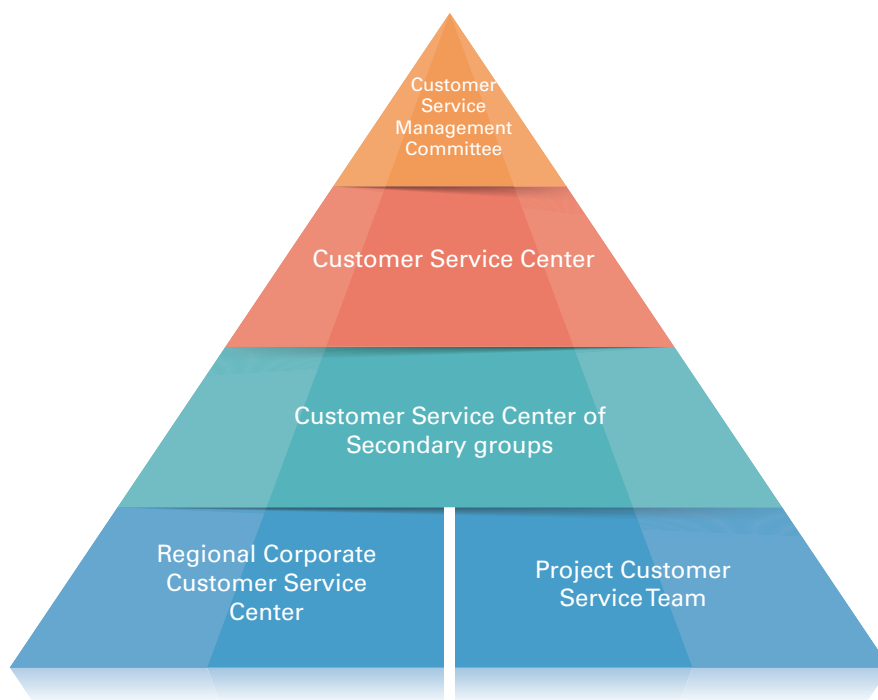 Customer
Service
Management
Committee
Customer Service Center
Customer Service Center of
Secondary groups
Regional Corporate
Customer Service
Center
Project Customer
Service Team